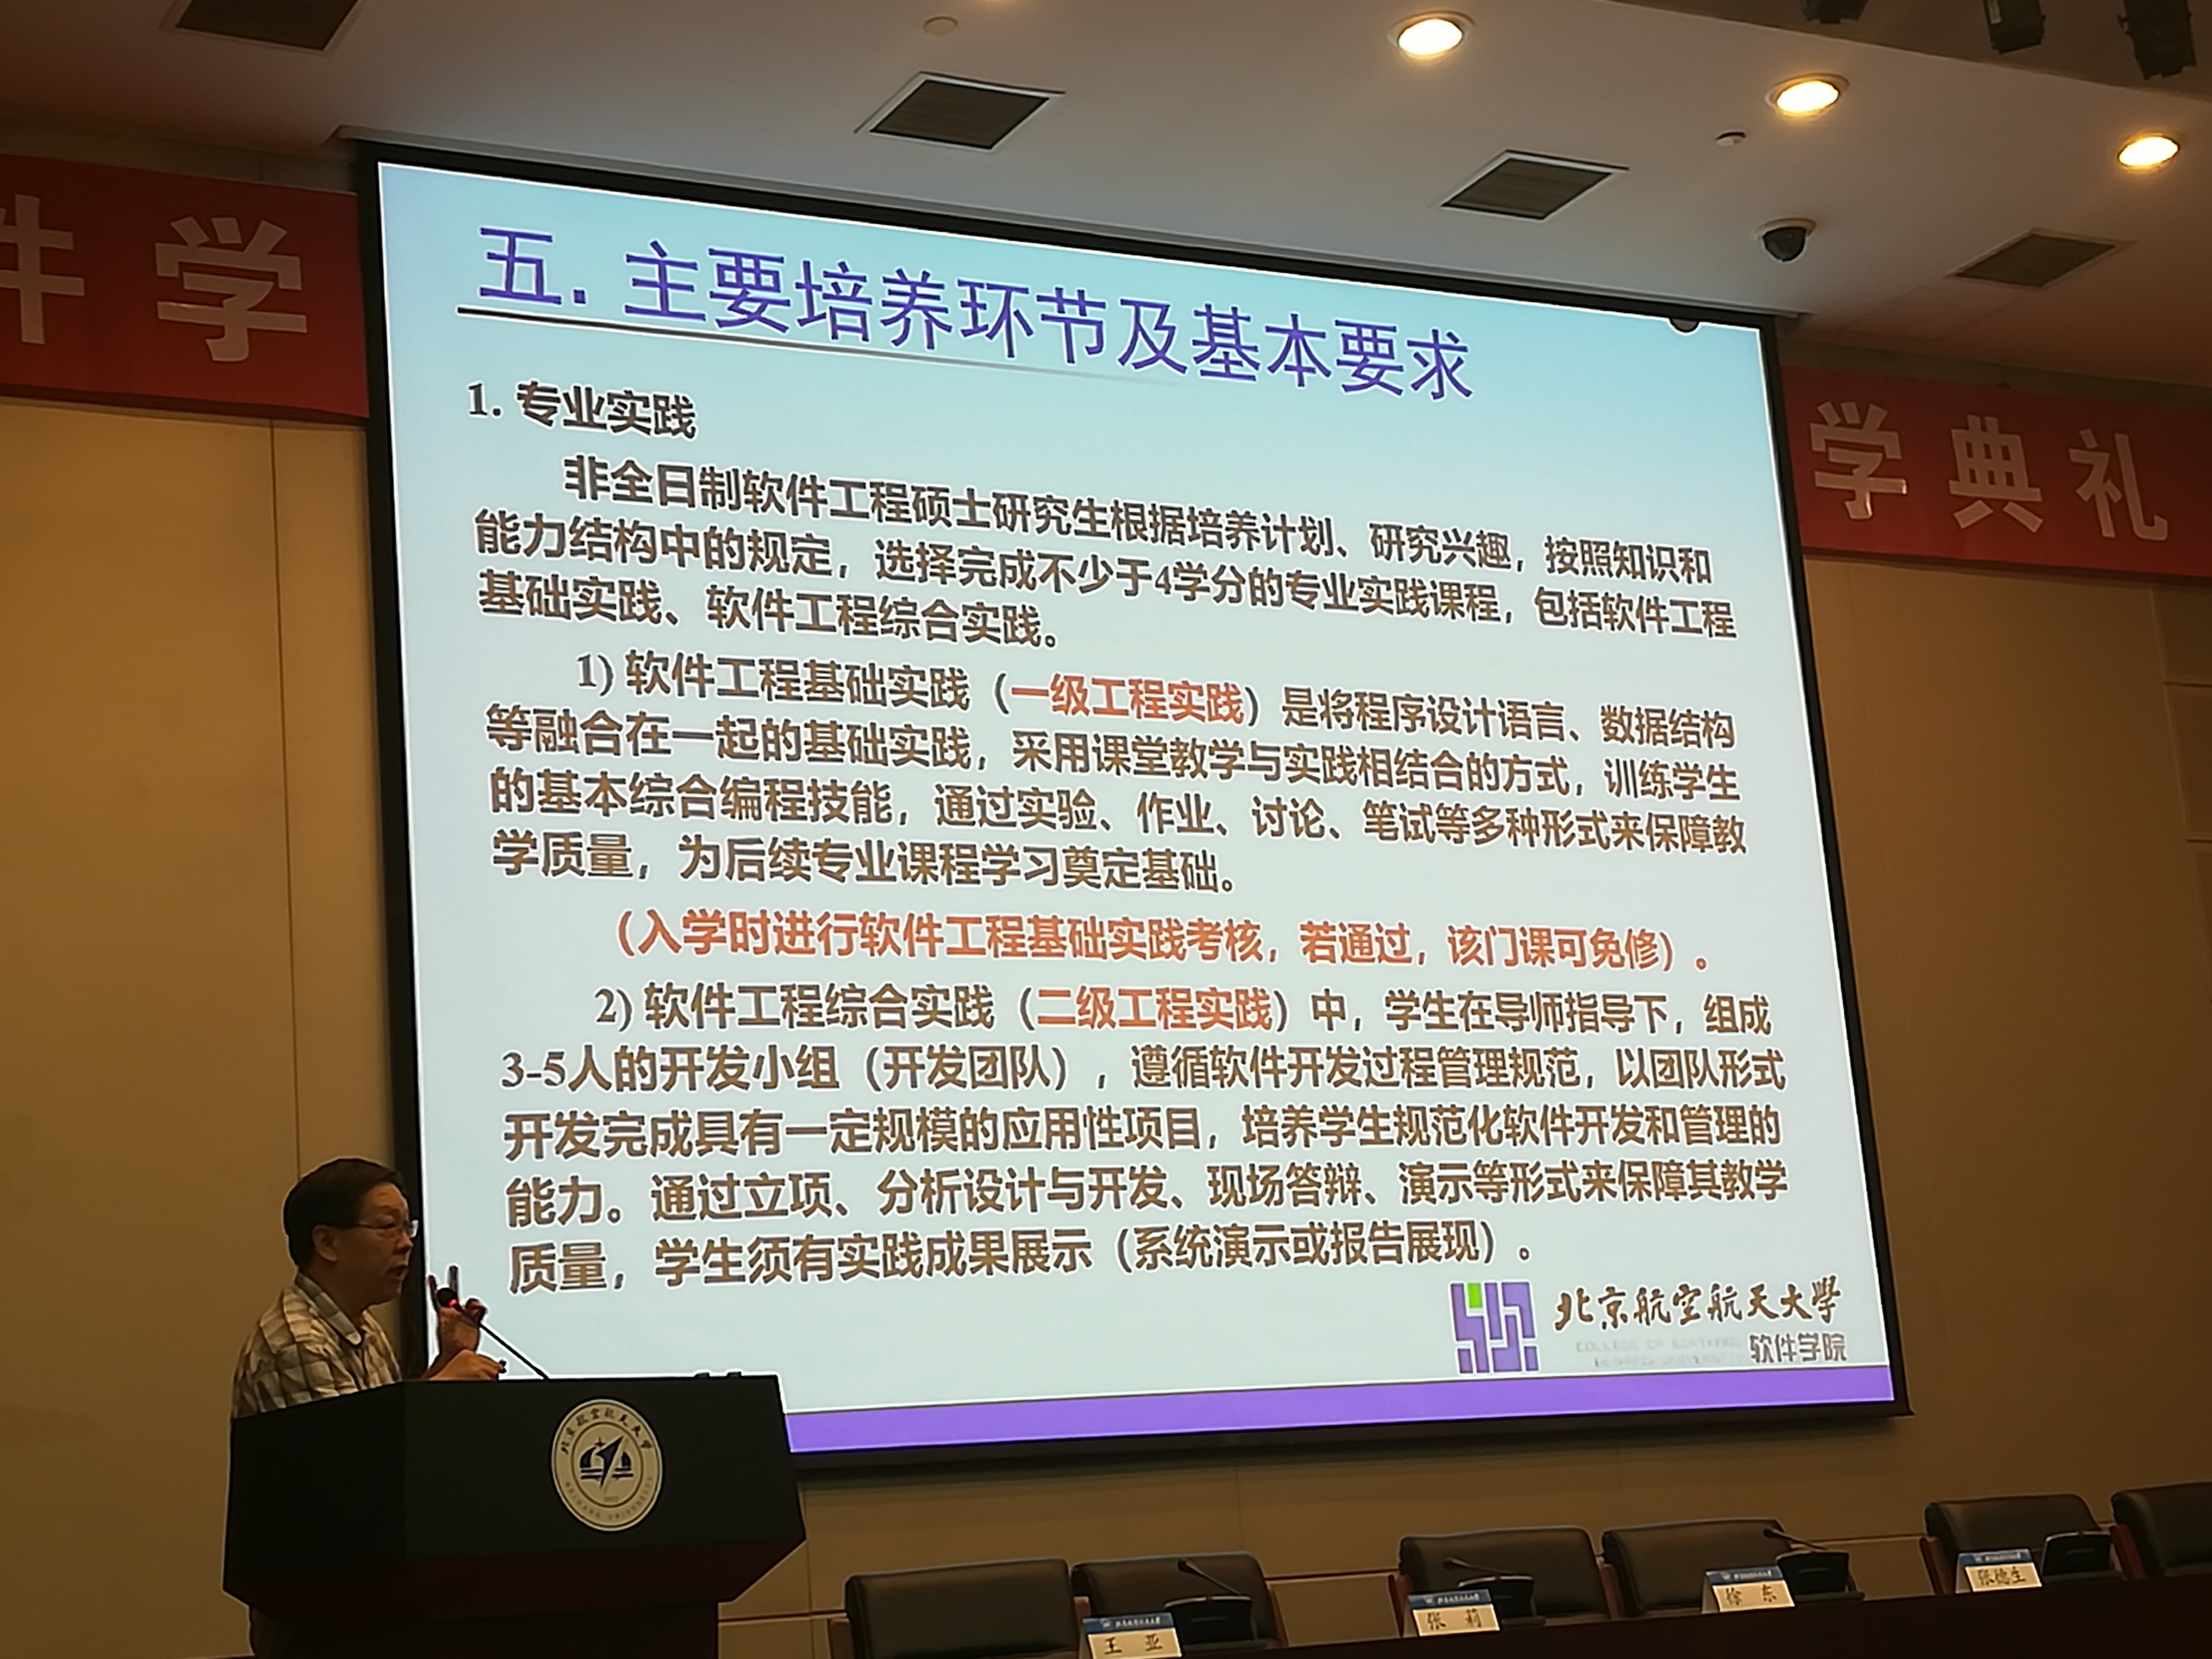 件学
学典礼
五. 主要培养环节及基本要求
1. 专业实践
非全日制软件工程硕士研究生根据培养计划、研究兴趣，按照知识和
能力结构中的规定，选择完成不少于4学分的专业实践课程，包括软件工程
基础实践、软件工程综合实践。
1) 软件工程基础实践（一级工程实践）是将程序设计语言、数据结构
等融合在一起的基础实践，采用课堂教学与实践相结合的方式，训练学生
的基本综合编程技能，通过实验、作业、讨论、笔试等多种形式来保障教
学质量，为后续专业课程学习奠定基础。
（入学时进行软件工程基础实践考核，若通过，该门课可免修）。
2) 软件工程综合实践（二级工程实践）中，学生在导师指导下，组成
3-5人的开发小组（开发团队），遵循软件开发过程管理规范，以团队形式
开发完成具有一定规模的应用性项目，培养学生规范化软件开发和管理的
能力。通过立项、分析设计与开发、现场答辩、演示等形式来保障其教学
质量，学生须有实践成果展示（系统演示或报告展现）。
北京航空航天大學
软件学院
北京航空航天大学
王 亚
张 莉
徐 东
张德生